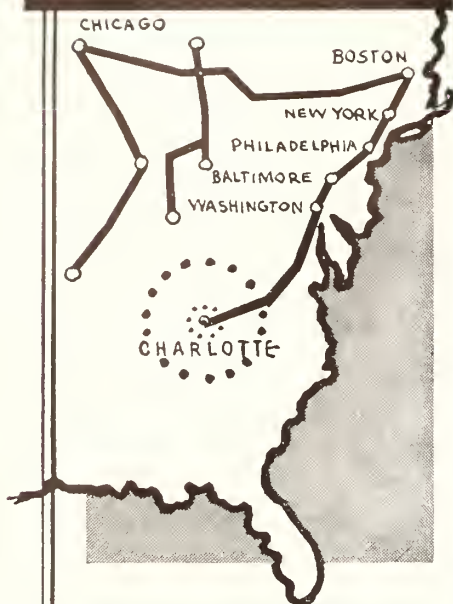 CHICAGO
BOSTON
NEW YORK
PHILADELPHIA
BALTIMORE
WASHINGTON
CHARLOTTE